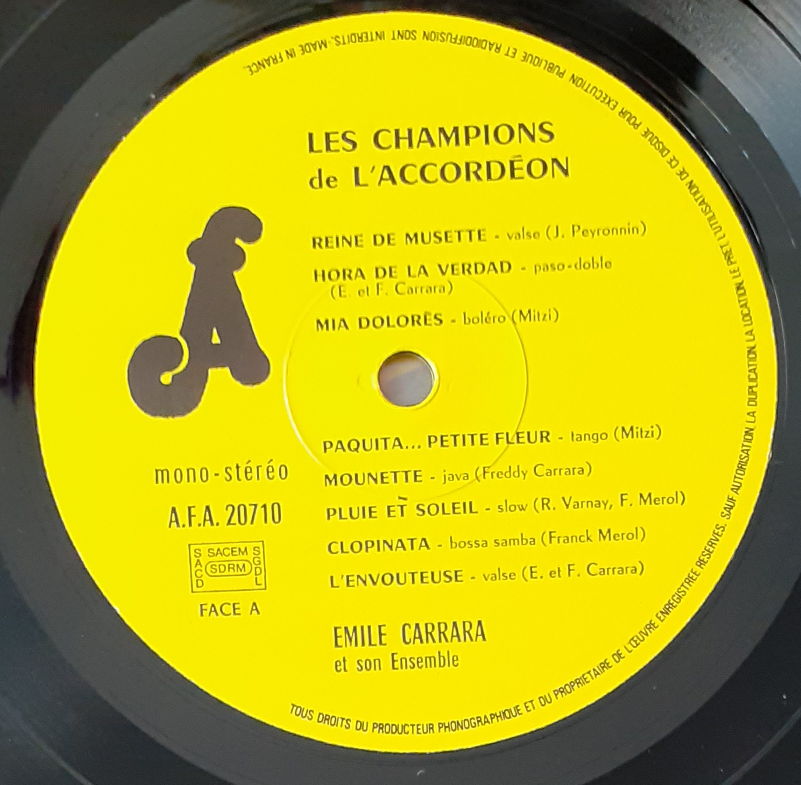 LES CHAMPIONS
de L'ACCORDÉON
REINE DE MUSETTE - valse (J. Peyronnin)
HORA DE LA VERDAD - paso-doble
(E. et F. Carrara)
MIA DOLORÈS - boléro (Mitzi)
PAQUITA... PETITE FLEUR - tango (Mitzi)
MOUNETTE - java (Freddy Carrara)
PLUIE ET SOLEIL - slow (R. Varnay, F. Merol)
CLOPINATA - bossa samba (Franck Merol)
L'ENVOUTEUSE - valse (E. et F. Carrara)
EMILE CARRARA
et son Ensemble
A
mono-stéréo
A.F.A. 20710
SACD SACEM SGDL
SDRM
FACE A
TOUS DROITS DU PRODUCTEUR PHONOGRAPHIQUE ET DU PROPRIETAIRE DE L'ŒUVRE ENREGISTREE RESERVES. SAUF AUTORISATION LA DUPLICATION, LA LOCATION, LE PRET, L'UTILISATION DE CE DISQUE POUR EXECUTION PUBLIQUE ET RADIODIFFUSION SONT INTERDITS.-MADE IN FRANCE.